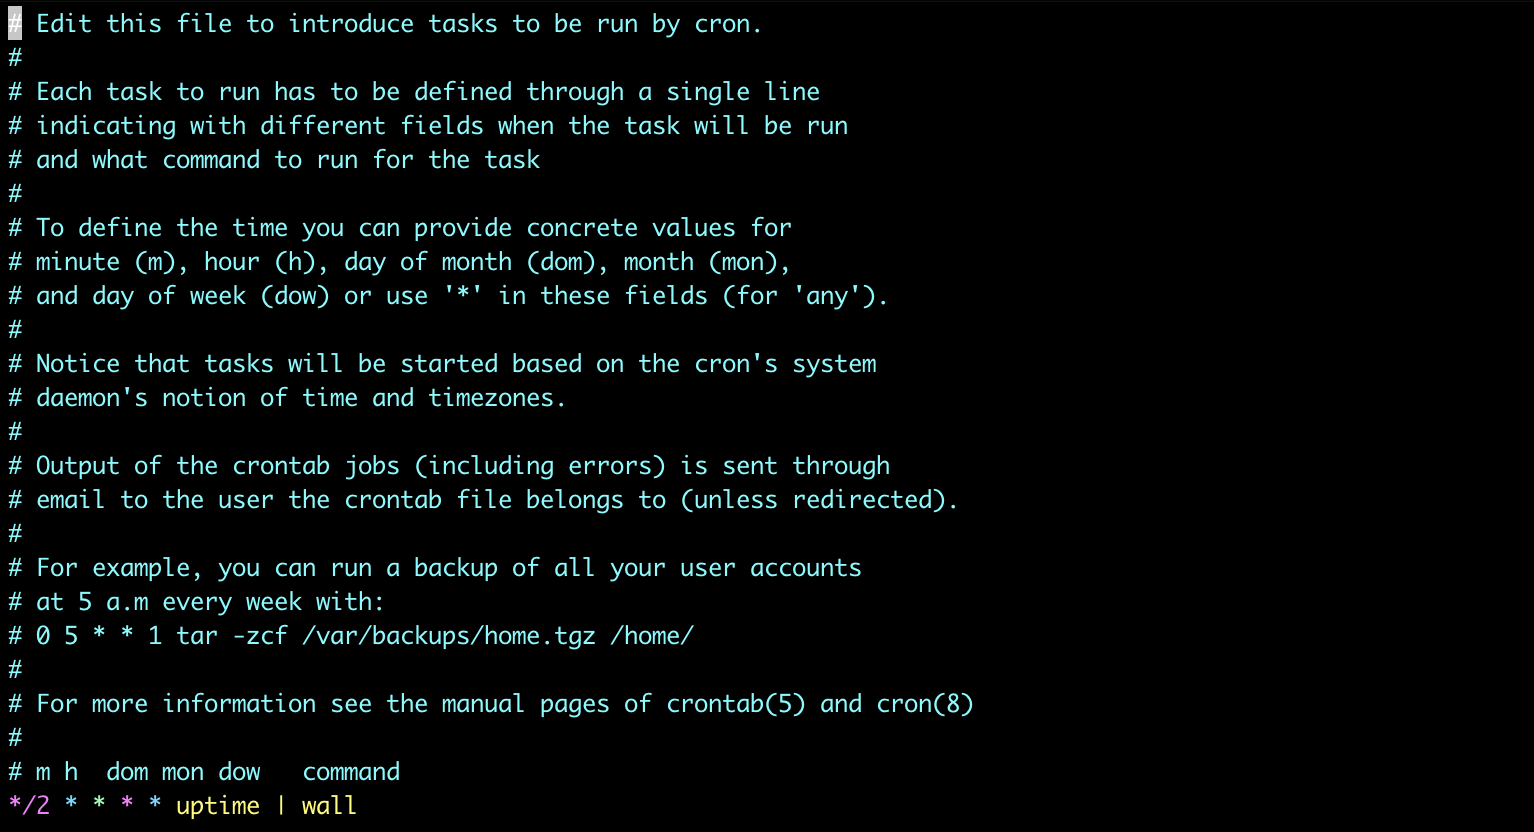 # Edit this file to introduce tasks to be run by cron.
#
# Each task to run has to be defined through a single line
# indicating with different fields when the task will be run
# and what command to run for the task
#
# To define the time you can provide concrete values for
# minute (m), hour (h), day of month (dom), month (mon),
# and day of week (dow) or use '*' in these fields (for 'any').
#
# Notice that tasks will be started based on the cron's system
# daemon's notion of time and timezones.
#
# Output of the crontab jobs (including errors) is sent through
# email to the user the crontab file belongs to (unless redirected).
#
# For example, you can run a backup of all your user accounts
# at 5 a.m every week with:
# 0 5 * * 1 tar -zcf /var/backups/home.tgz /home/
#
# For more information see the manual pages of crontab(5) and cron(8)
#
# m h  dom mon dow   command
*/2 * * * * uptime | wall